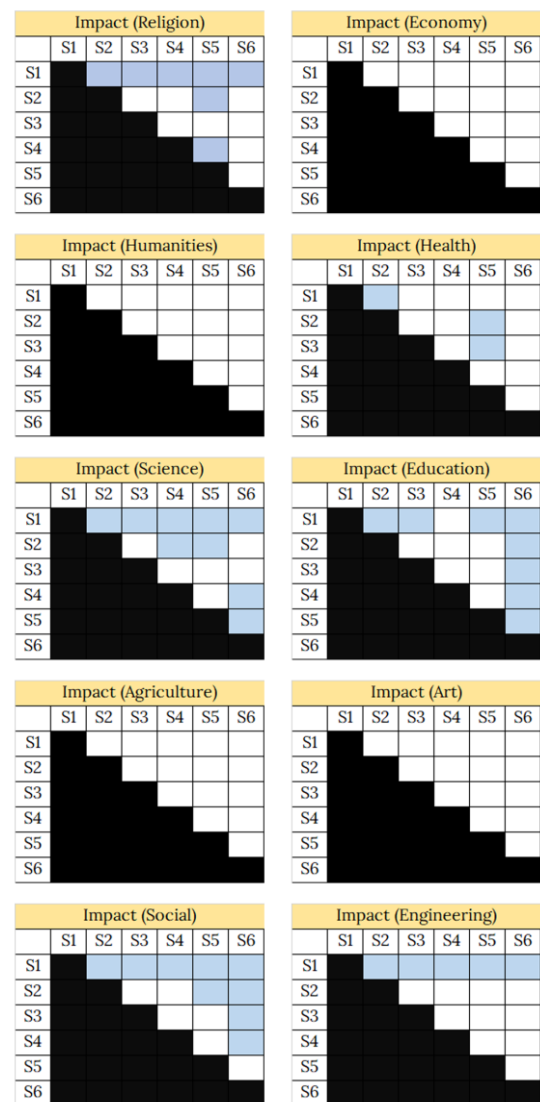 Impact (Religion)
S1 S2 S3 S4 S5 S6
S1
S2
S3
S4
S5
S6
Impact (Economy)
S1 S2 S3 S4 S5 S6
S1
S2
S3
S4
S5
S6
Impact (Humanities)
S1 S2 S3 S4 S5 S6
S1
S2
S3
S4
S5
S6
Impact (Health)
S1 S2 S3 S4 S5 S6
S1
S2
S3
S4
S5
S6
Impact (Science)
S1 S2 S3 S4 S5 S6
S1
S2
S3
S4
S5
S6
Impact (Education)
S1 S2 S3 S4 S5 S6
S1
S2
S3
S4
S5
S6
Impact (Agriculture)
S1 S2 S3 S4 S5 S6
S1
S2
S3
S4
S5
S6
Impact (Art)
S1 S2 S3 S4 S5 S6
S1
S2
S3
S4
S5
S6
Impact (Social)
S1 S2 S3 S4 S5 S6
S1
S2
S3
S4
S5
S6
Impact (Engineering)
S1 S2 S3 S4 S5 S6
S1
S2
S3
S4
S5
S6